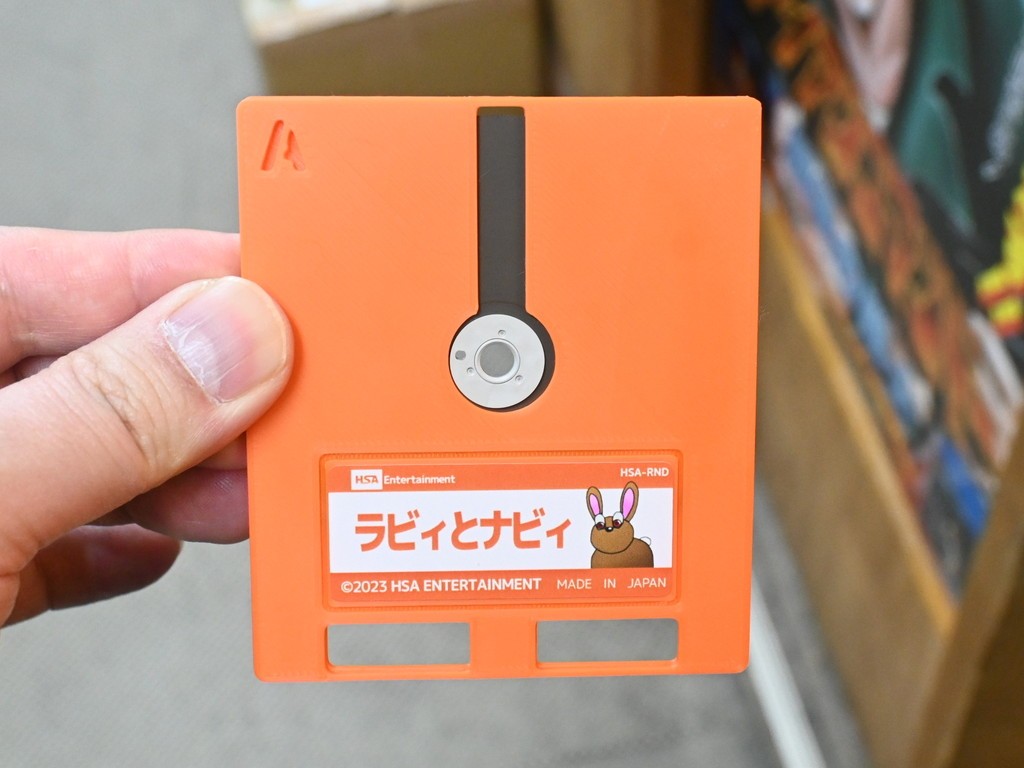 A
HSA Entertainment
HSA-RND
ラビィとナビィ
©2023 HSA ENTERTAINMENT MADE IN JAPAN